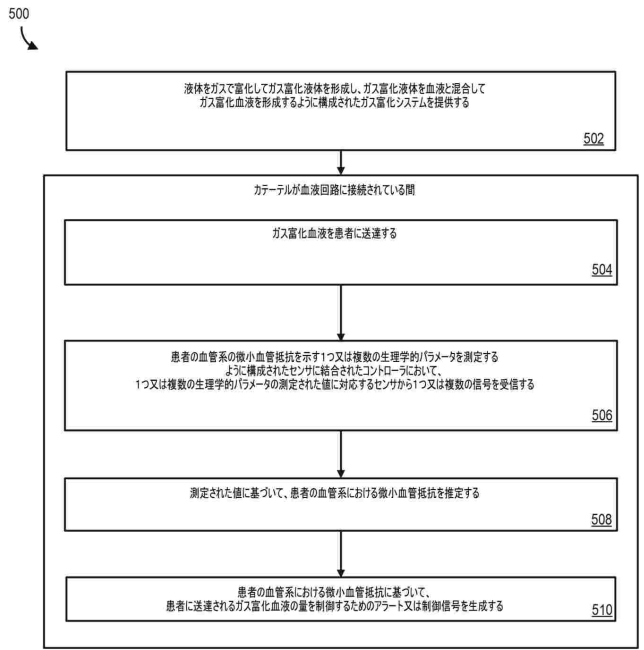 500
液体をガスで富化してガス富化液体を形成し、ガス富化液体を血液と混合して
ガス富化血液を形成するように構成されたガス富化システムを提供する
502
カテーテルが血液回路に接続されている間
ガス富化血液を患者に送達する
504
患者の血管系の微小血管抵抗を示す1つ又は複数の生理学的パラメータを測定する
ように構成されたセンサに結合されたコントローラにおいて、
1つ又は複数の生理学的パラメータの測定された値に対応するセンサから1つ又は複数の信号を受信する
506
測定された値に基づいて、患者の血管系における微小血管抵抗を推定する
508
患者の血管系における微小血管抵抗に基づいて、
患者に送達されるガス富化血液の量を制御するためのアラート又は制御信号を生成する
510